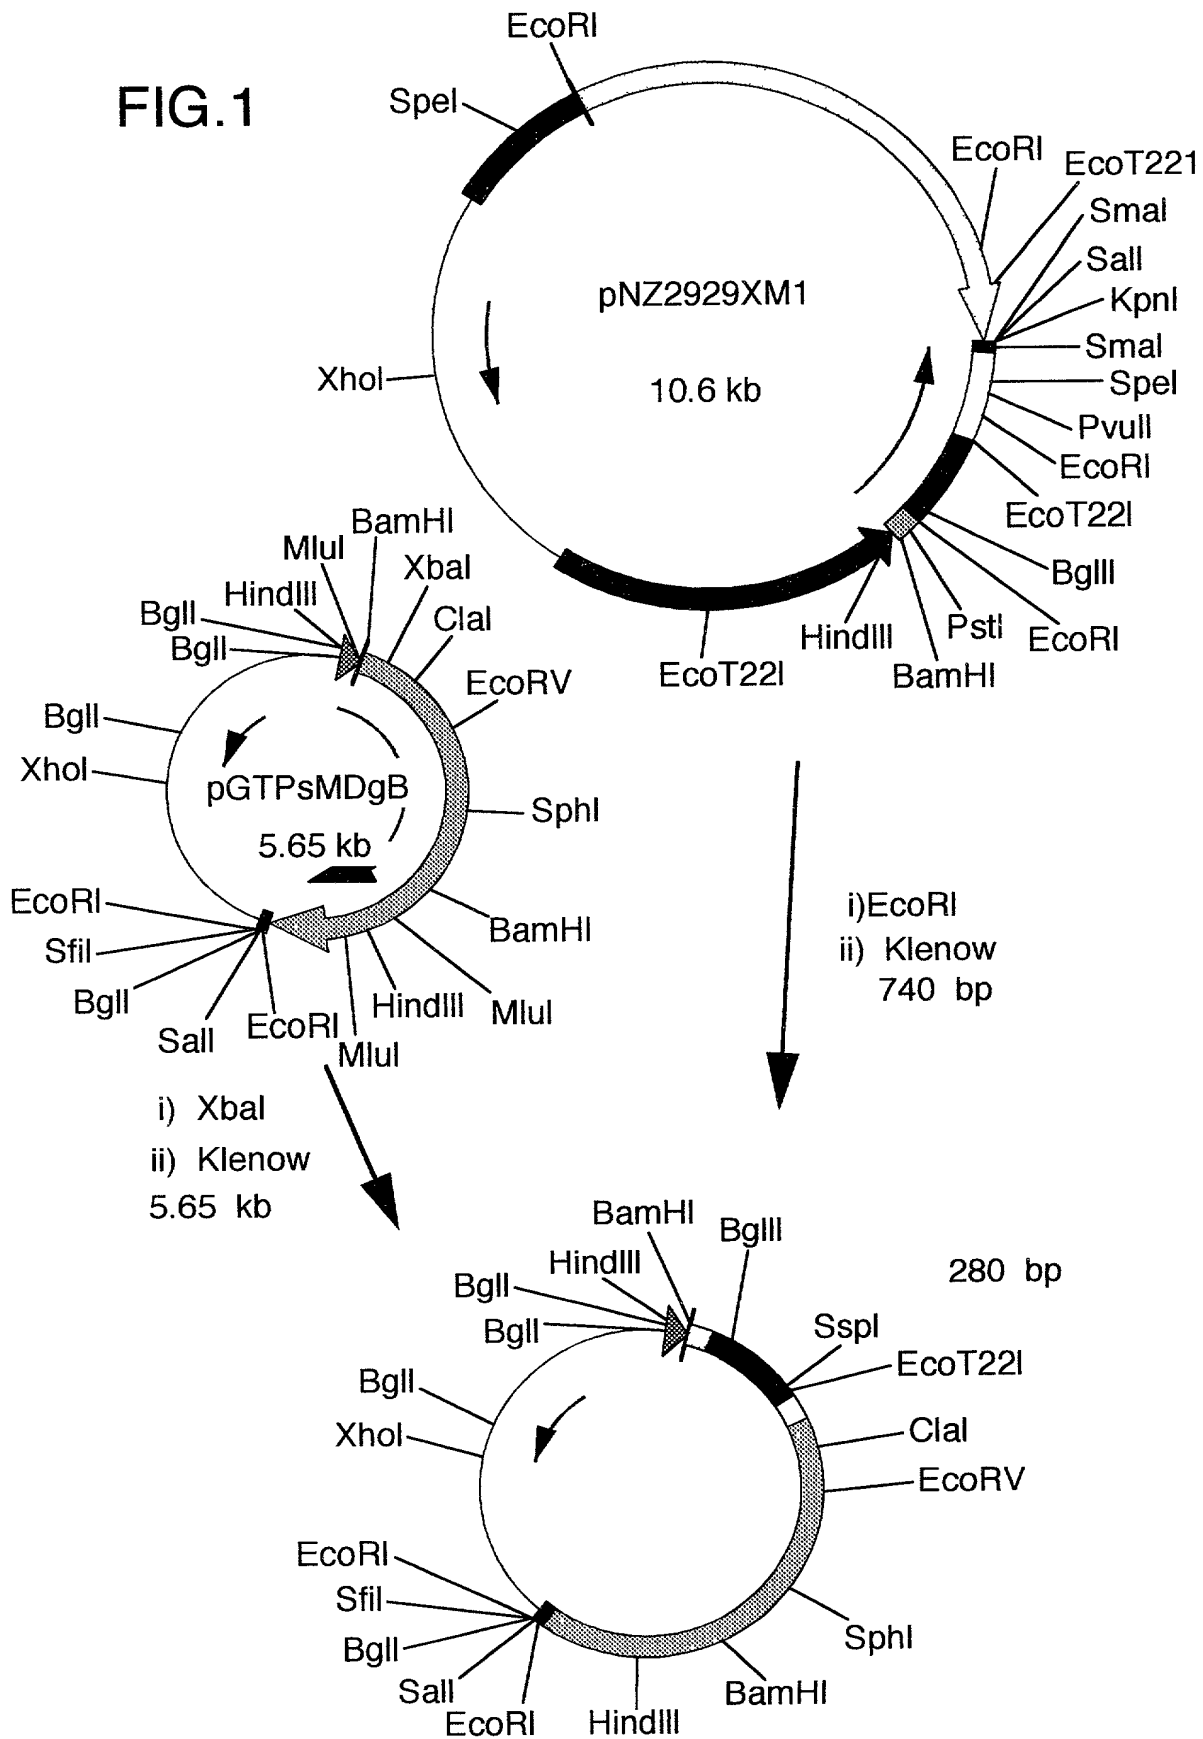 FIG.1
EcoRI
SpeI
EcoRI
EcoT221
SmaI
SalI
KpnI
SmaI
SpeI
PvuII
EcoRI
EcoT22I
BglII
EcoRI
PstI
BamHI
HindIII
EcoT22I
XhoI
pNZ2929XM1
10.6 kb
BamHI
MluI
XbaI
HindIII
ClaI
BglI
BglI
EcoRV
BglI
XhoI
pGTPsMDgB
5.65 kb
SphI
EcoRI
SfiI
BglI
SalI
EcoRI
MluI
HindIII
MluI
BamHI
i)EcoRI
ii) Klenow
740 bp
i) XbaI
ii) Klenow
5.65 kb
BamHI
BglII
HindIII
280 bp
BglI
BglI
SspI
EcoT22I
BglI
XhoI
ClaI
EcoRV
EcoRI
SfiI
BglI
SalI
EcoRI
HindIII
BamHI
SphI